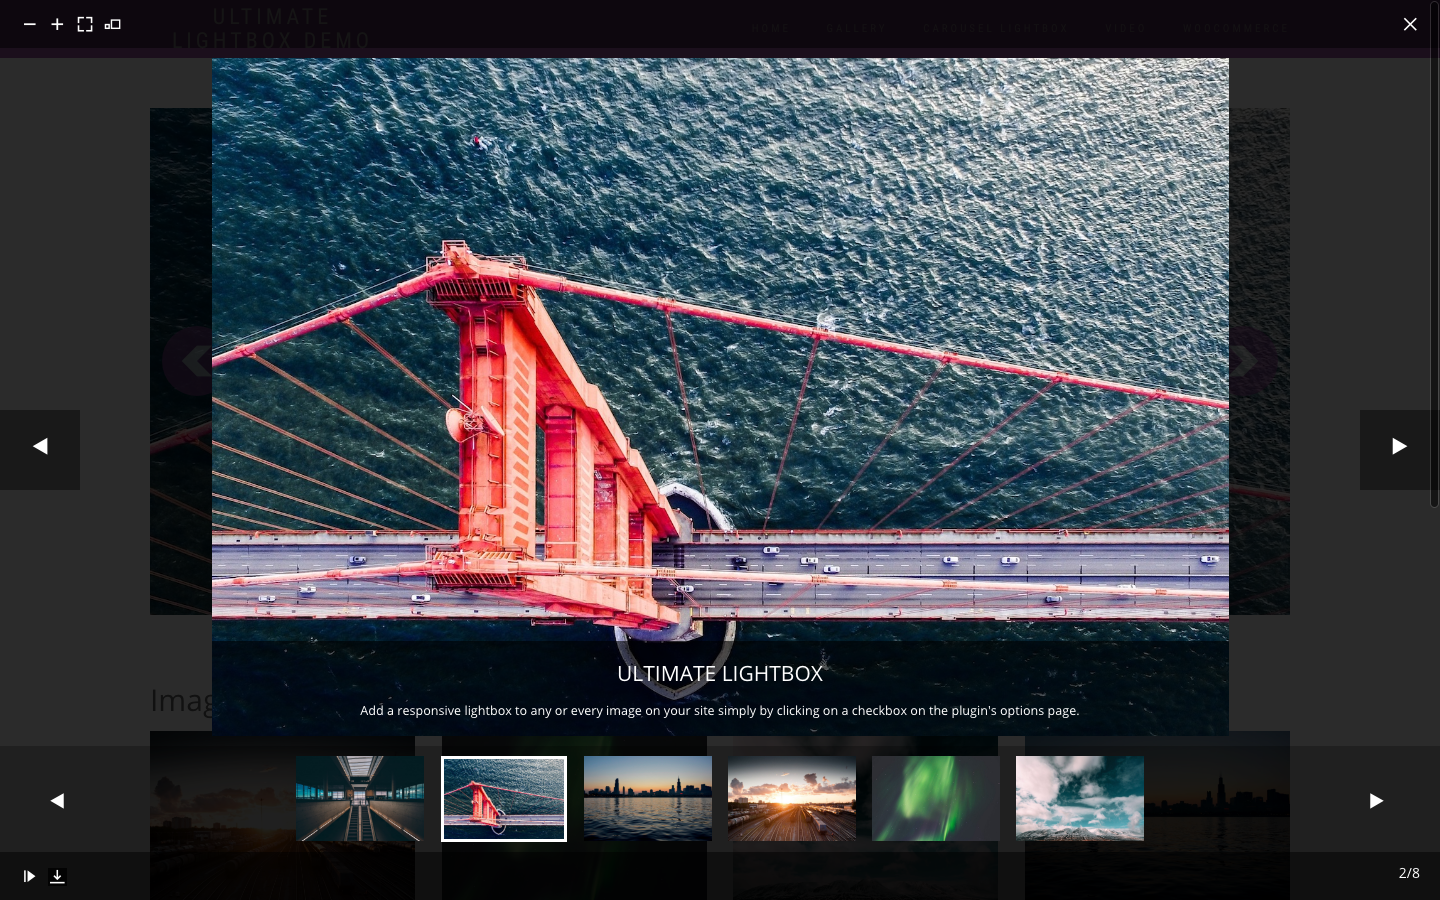 ULTIMATE
LIGHTBOX DEMO
HOME GALLERY CAROUSEL LIGHTBOX VIDEO WOOCOMMERCE
ULTIMATE LIGHTBOX
Add a responsive lightbox to any or every image on your site simply by clicking on a checkbox on the plugin's options page.
Imag
2/8